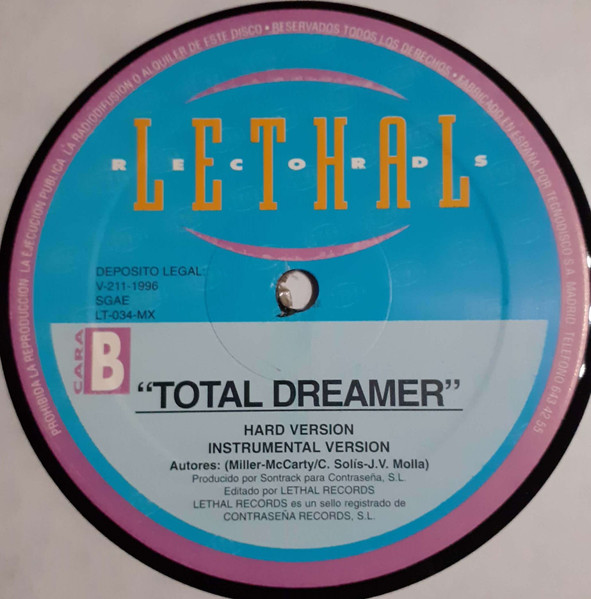 PROHIBIDA LA REPRODUCCION LA EJECUCION PUBLICA LA RADIODIFUSION O ALQUILER DE ESTE DISCO • RESERVADOS TODOS LOS DERECHOS • FABRICADO EN ESPAÑA POR TECNODISCO S.A. MADRID TELEFONO 643 42 55
LETHAL
RECORDS
DEPOSITO LEGAL:
V-211-1996
SGAE
LT-034-MX
CARA
B
“TOTAL DREAMER”
HARD VERSION
INSTRUMENTAL VERSION
Autores: (Miller-McCarty/C. Solís-J.V. Molla)
Producido por Sontrack para Contraseña, S.L.
Editado por LETHAL RECORDS
LETHAL RECORDS es un sello registrado de
CONTRASEÑA RECORDS, S.L.